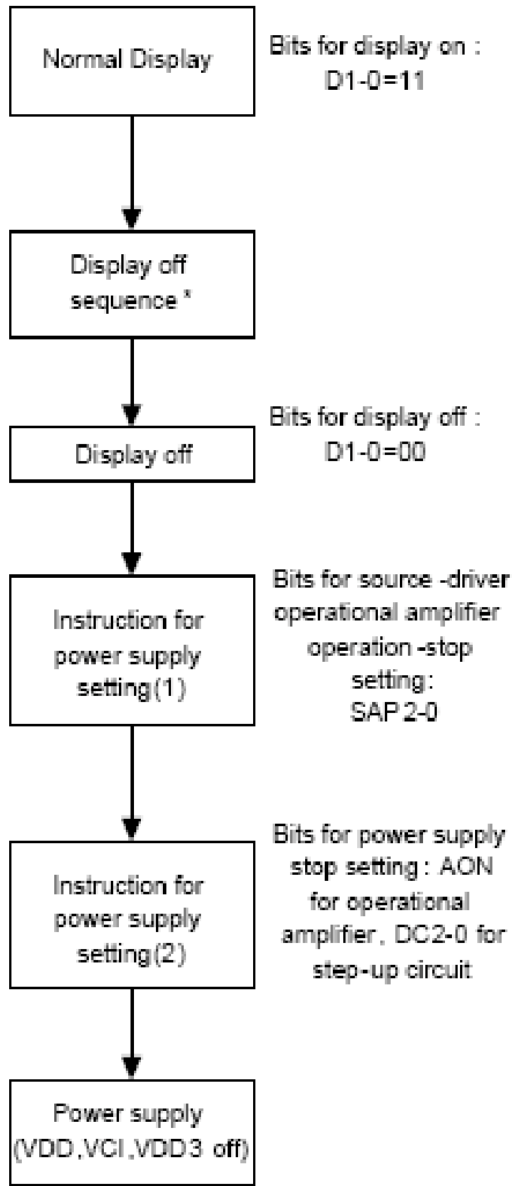 Normal Display
Bits for display on :
D1-0=11
Display off
sequence *
Bits for display off :
D1-0=00
Display off
Bits for source -driver
operational amplifier
operation -stop
setting:
SAP2-0
Instruction for
power supply
setting(1)
Bits for power supply
stop setting : AON
for operational
amplifier, DC2-0 for
step-up circuit
Instruction for
power supply
setting(2)
Power supply
(VDD,VCI,VDD3 off)